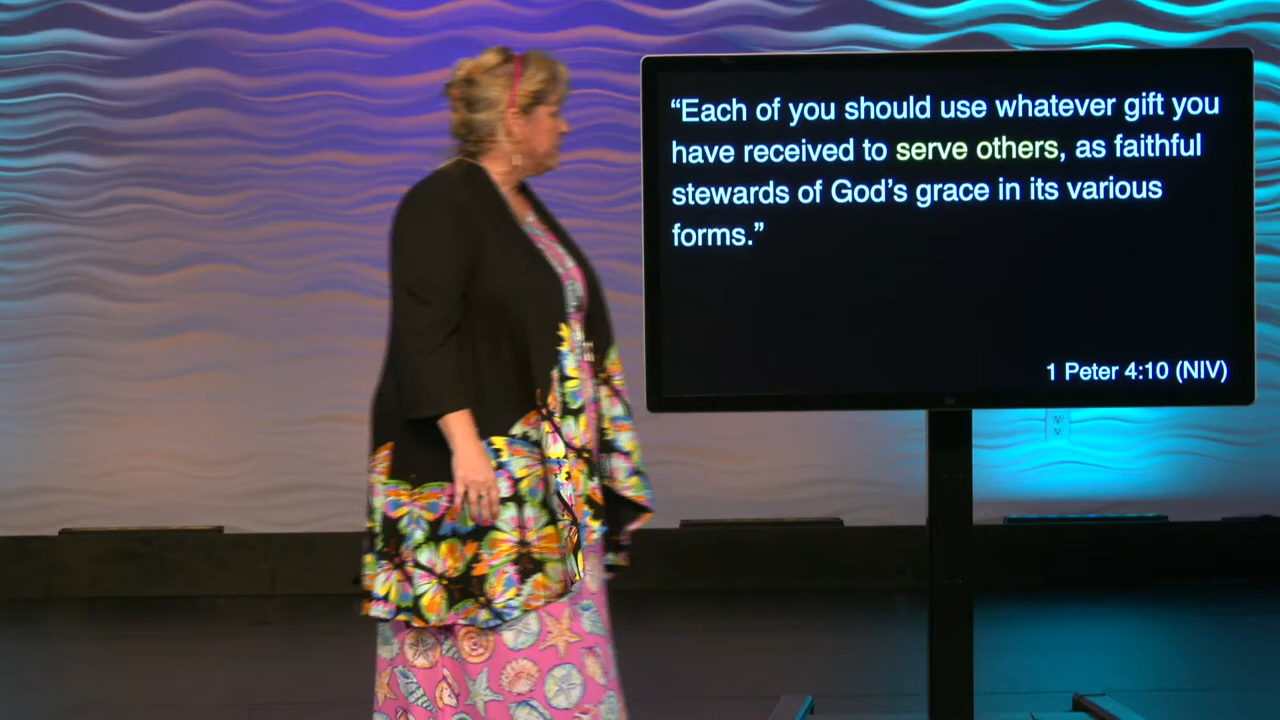 “Each of you should use whatever gift you
have received to serve others, as faithful
stewards of God’s grace in its various
forms.”
1 Peter 4:10 (NIV)